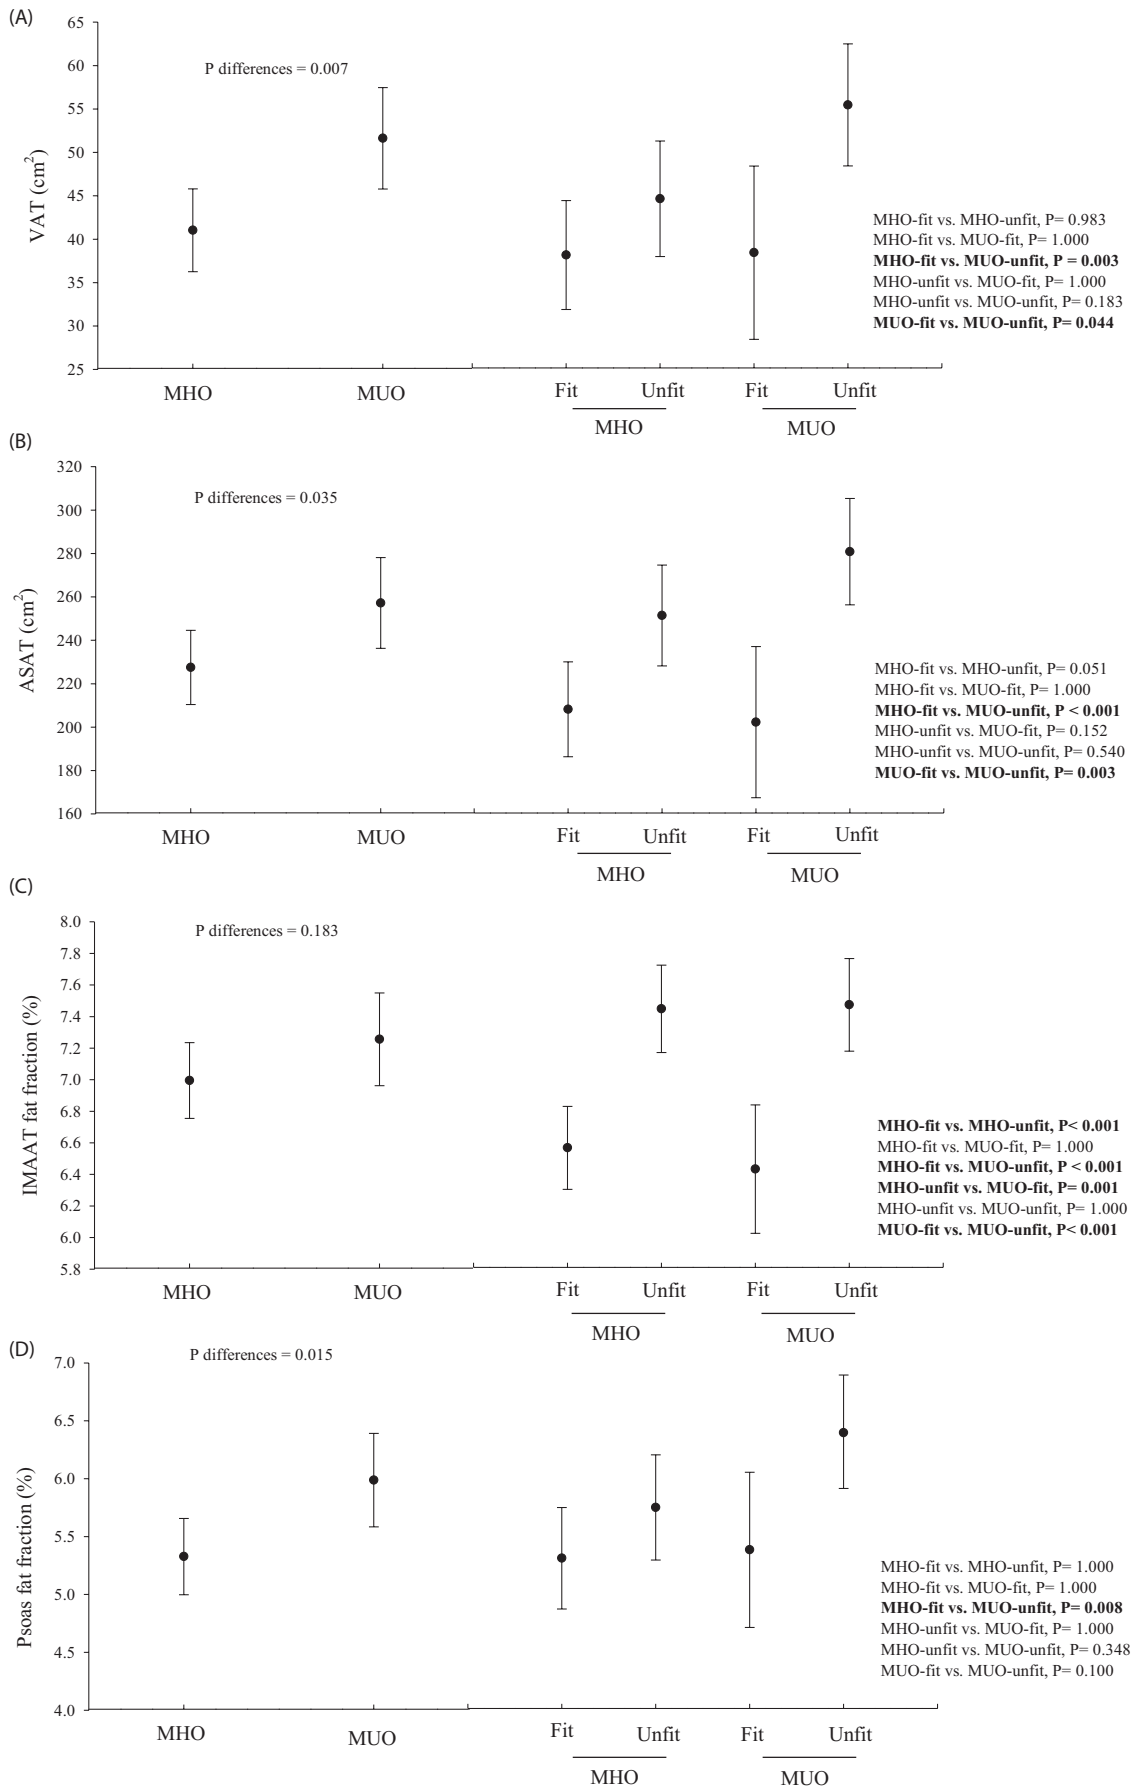 (A)
65
60
55
50
45
40
35
30
25
VAT (cm²)
P differences = 0.007
MHO-fit vs. MHO-unfit, P= 0.983
MHO-fit vs. MUO-fit, P= 1.000
MHO-fit vs. MUO-unfit, P = 0.003
MHO-unfit vs. MUO-fit, P= 1.000
MHO-unfit vs. MUO-unfit, P= 0.183
MUO-fit vs. MUO-unfit, P= 0.044
MHO
MUO
Fit
Unfit
Fit
Unfit
MHO
MUO
(B)
320
300
280
260
240
220
200
180
160
ASAT (cm²)
P differences = 0.035
MHO-fit vs. MHO-unfit, P= 0.051
MHO-fit vs. MUO-fit, P= 1.000
MHO-fit vs. MUO-unfit, P < 0.001
MHO-unfit vs. MUO-fit, P= 0.152
MHO-unfit vs. MUO-unfit, P= 0.540
MUO-fit vs. MUO-unfit, P= 0.003
MHO
MUO
Fit
Unfit
Fit
Unfit
MHO
MUO
(C)
8.0
7.8
7.6
7.4
7.2
7.0
6.8
6.6
6.4
6.2
6.0
5.8
IMAAT fat fraction (%)
P differences = 0.183
MHO-fit vs. MHO-unfit, P< 0.001
MHO-fit vs. MUO-fit, P= 1.000
MHO-fit vs. MUO-unfit, P < 0.001
MHO-unfit vs. MUO-fit, P= 0.001
MHO-unfit vs. MUO-unfit, P= 1.000
MUO-fit vs. MUO-unfit, P< 0.001
MHO
MUO
Fit
Unfit
Fit
Unfit
MHO
MUO
(D)
7.0
6.5
6.0
5.5
5.0
4.5
4.0
Psoas fat fraction (%)
P differences = 0.015
MHO-fit vs. MHO-unfit, P= 1.000
MHO-fit vs. MUO-fit, P= 1.000
MHO-fit vs. MUO-unfit, P= 0.008
MHO-unfit vs. MUO-fit, P= 1.000
MHO-unfit vs. MUO-unfit, P= 0.348
MUO-fit vs. MUO-unfit, P= 0.100
MHO
MUO
Fit
Unfit
Fit
Unfit
MHO
MUO